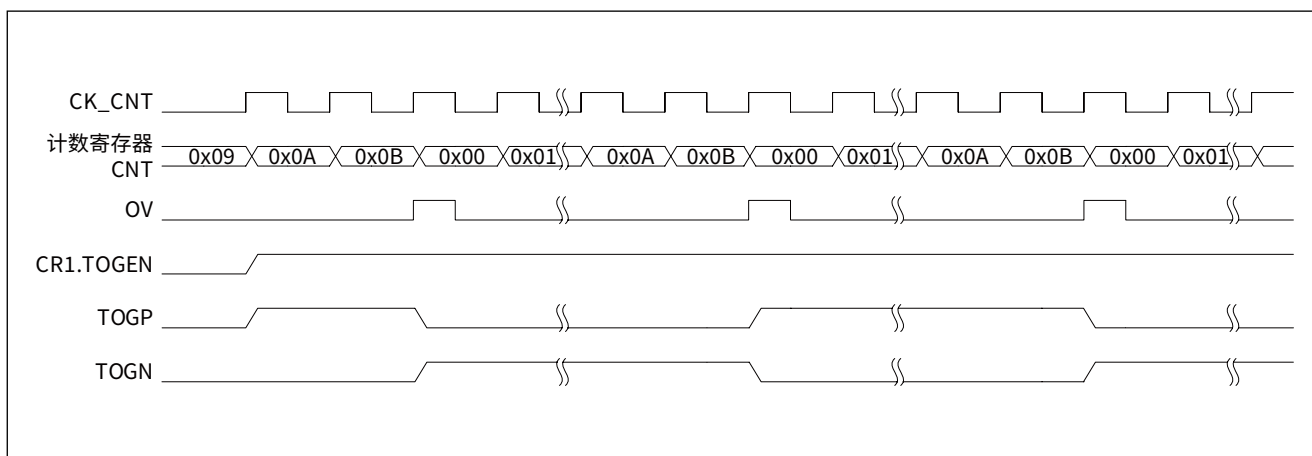 CK_CNT
计数寄存器
CNT
0x09 0x0A 0x0B 0x00 0x01 0x0A 0x0B 0x00 0x01 0x0A 0x0B 0x00 0x01
OV
CR1.TOGEN
TOGP
TOGN